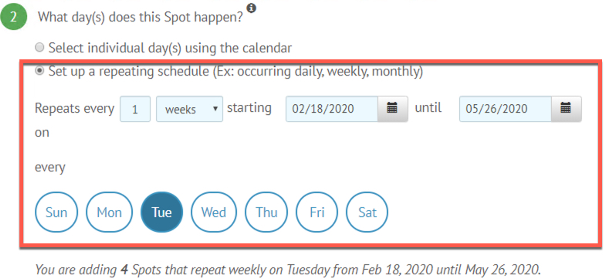 2 What day(s) does this Spot happen? i
Select individual day(s) using the calendar
Set up a repeating schedule (Ex: occurring daily, weekly, monthly)
Repeats every 1 weeks starting 02/18/2020 until 05/26/2020
on
every
Sun Mon Tue Wed Thu Fri Sat
You are adding 4 Spots that repeat weekly on Tuesday from Feb 18, 2020 until May 26, 2020.